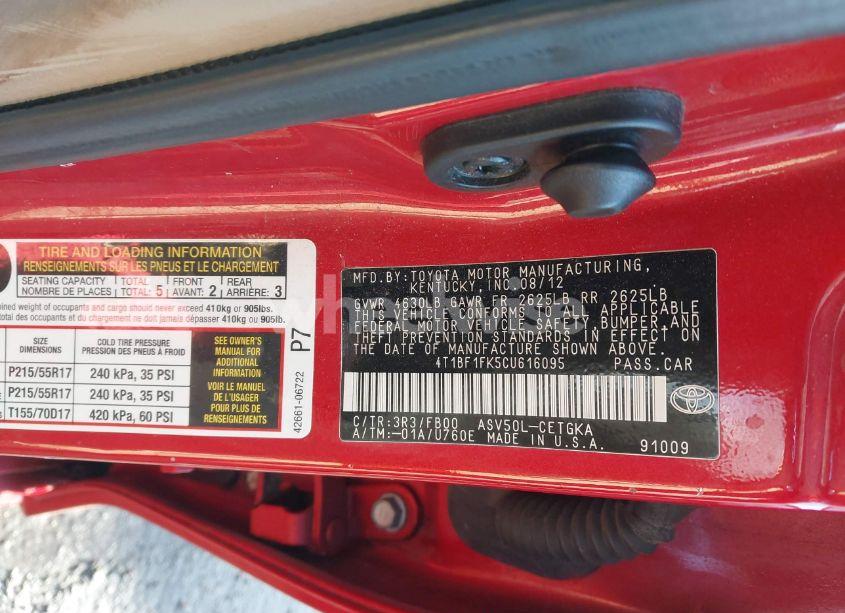 TIRE AND LOADING INFORMATION
RENSEIGNEMENTS SUR LES PNEUS ET LE CHARGEMENT
SEATING CAPACITY TOTAL FRONT REAR
NOMBRE DE PLACES TOTAL: 5 AVANT: 2 ARRIÈRE: 3
bined weight of occupants and cargo should never exceed 410kg or 905lbs.
total des occupants et du chargement ne doit jamais dépasser 410kg ou 905lb.
SIZE COLD TIRE PRESSURE
DIMENSIONS PRESSION DES PNEUS À FROID
P215/55R17 240 kPa, 35 PSI
P215/55R17 240 kPa, 35 PSI
T155/70D17 420 kPa, 60 PSI
SEE OWNER'S
MANUAL FOR
ADDITIONAL
INFORMATION
VOIR LE MANUEL
DE L'USAGER
POUR PLUS DE
RENSEIGNEMENTS
P7
42661-06722
MFD.BY:TOYOTA MOTOR MANUFACTURING,
KENTUCKY, INC. 08/12
GVWR 4630LB GAWR FR 2625LB RR 2625LB
THIS VEHICLE CONFORMS TO ALL APPLICABLE
FEDERAL MOTOR VEHICLE SAFETY,BUMPER,AND
THEFT PREVENTION STANDARDS IN EFFECT ON
THE DATE OF MANUFACTURE SHOWN ABOVE.
4T1BF1FK5CU616095 PASS.CAR
C/TR:3R3/FB00 ASV50L-CETGKA
A/TM:-01A/U760E MADE IN U.S.A.
91009
TOYOTA